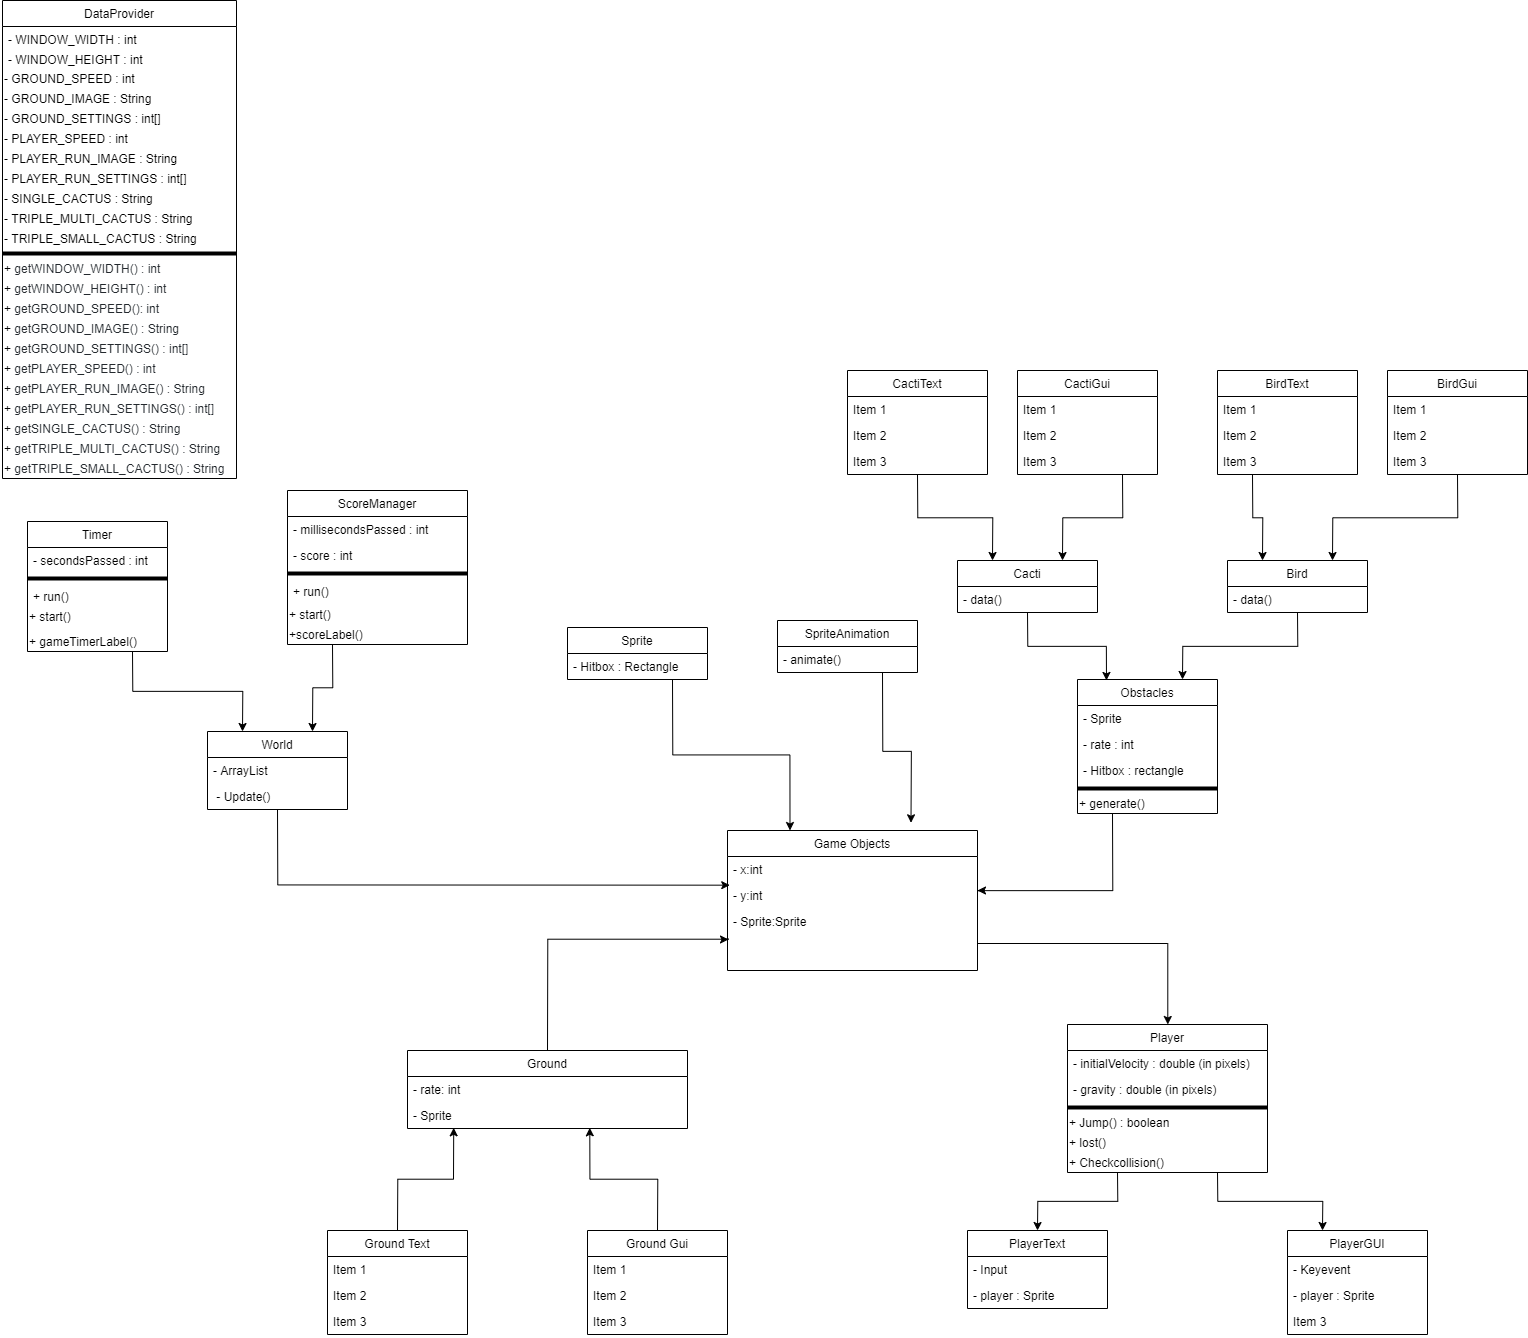 DataProvider
- WINDOW_WIDTH : int
- WINDOW_HEIGHT : int
- GROUND_SPEED : int
- GROUND_IMAGE : String
- GROUND_SETTINGS : int[]
- PLAYER_SPEED : int
- PLAYER_RUN_IMAGE : String
- PLAYER_RUN_SETTINGS : int[]
- SINGLE_CACTUS : String
- TRIPLE_MULTI_CACTUS : String
- TRIPLE_SMALL_CACTUS : String
+ getWINDOW_WIDTH() : int
+ getWINDOW_HEIGHT() : int
+ getGROUND_SPEED(): int
+ getGROUND_IMAGE() : String
+ getGROUND_SETTINGS() : int[]
+ getPLAYER_SPEED() : int
+ getPLAYER_RUN_IMAGE() : String
+ getPLAYER_RUN_SETTINGS() : int[]
+ getSINGLE_CACTUS() : String
+ getTRIPLE_MULTI_CACTUS() : String
+ getTRIPLE_SMALL_CACTUS() : String
CactiText
Item 1
Item 2
Item 3
CactiGui
Item 1
Item 2
Item 3
BirdText
Item 1
Item 2
Item 3
BirdGui
Item 1
Item 2
Item 3
Timer
- secondsPassed : int
+ run()
+ start()
+ gameTimerLabel()
ScoreManager
- millisecondsPassed : int
- score : int
+ run()
+ start()
+scoreLabel()
Cacti
- data()
Bird
- data()
Sprite
- Hitbox : Rectangle
SpriteAnimation
- animate()
Obstacles
- Sprite
- rate : int
- Hitbox : rectangle
+ generate()
World
- ArrayList
- Update()
Game Objects
- x:int
- y:int
- Sprite:Sprite
Ground
- rate: int
- Sprite
Player
- initialVelocity : double (in pixels)
- gravity : double (in pixels)
+ Jump() : boolean
+ lost()
+ Checkcollision()
Ground Text
Item 1
Item 2
Item 3
Ground Gui
Item 1
Item 2
Item 3
PlayerText
- Input
- player : Sprite
PlayerGUI
- Keyevent
- player : Sprite
Item 3